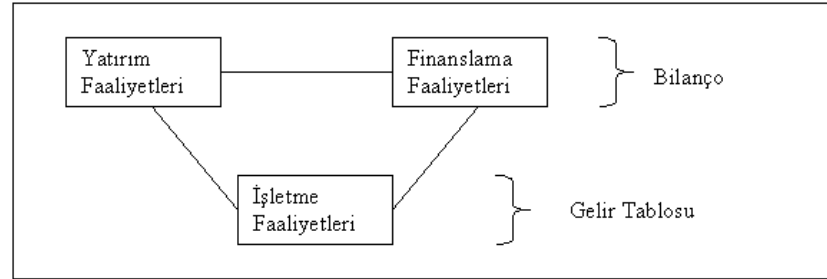 Yatırım
Faaliyetleri
Finanslama
Faaliyetleri
Bilanço
İşletme
Faaliyetleri
Gelir Tablosu